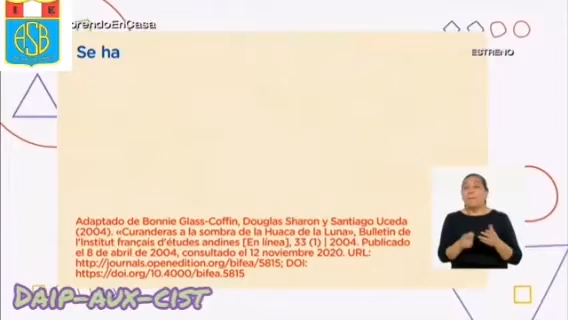 I E
ASB
prendoEnCasa
ESTRENO
Se ha
Adaptado de Bonnie Glass-Coffin, Douglas Sharon y Santiago Uceda
(2004). «Curanderas a la sombra de la Huaca de la Luna», Bulletin de
l'Institut français d'études andines [En línea], 33 (1) | 2004. Publicado
el 8 de abril de 2004, consultado el 12 noviembre 2020. URL:
http://journals.openedition.org/bifea/5815; DOI:
https://doi.org/10.4000/bifea.5815
DAIP-AUX-CIST